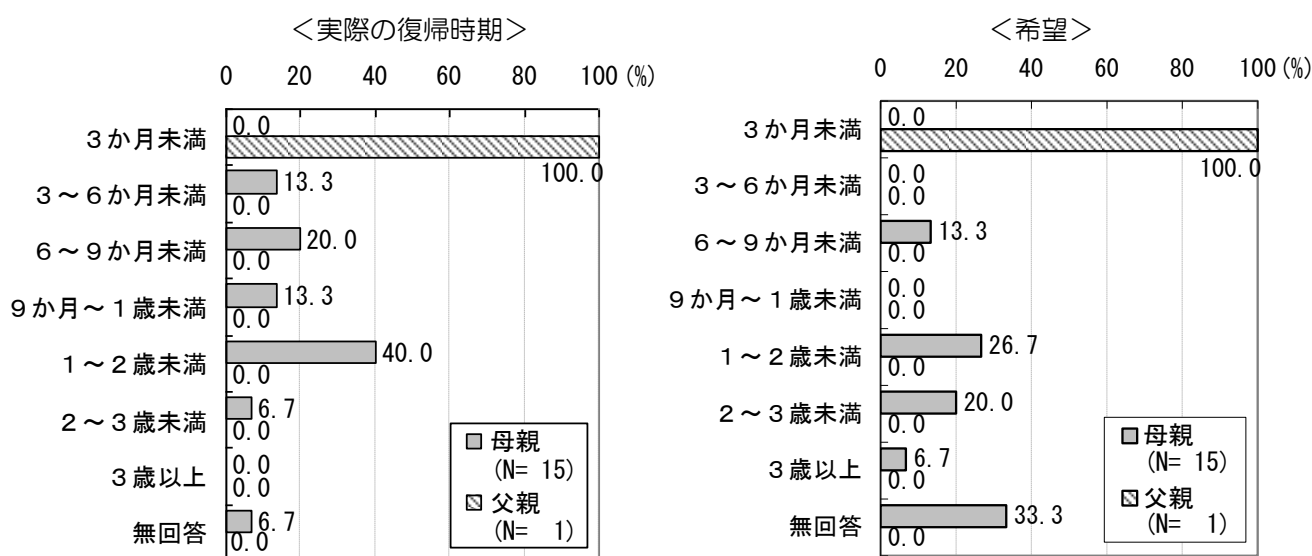 ＜実際の復帰時期＞
0 20 40 60 80 100 (%)
３か月未満 0.0
100.0
３～６か月未満 13.3
0.0
６～９か月未満 20.0
0.0
９か月～１歳未満 13.3
0.0
１～２歳未満 40.0
0.0
２～３歳未満 6.7
0.0
３歳以上 0.0
0.0
無回答 6.7
0.0
母親
(N= 15)
父親
(N= 1)
＜希望＞
0 20 40 60 80 100 (%)
３か月未満 0.0
100.0
３～６か月未満 0.0
0.0
６～９か月未満 13.3
0.0
９か月～１歳未満 0.0
0.0
１～２歳未満 26.7
0.0
２～３歳未満 20.0
0.0
３歳以上 6.7
0.0
無回答 33.3
0.0
母親
(N= 15)
父親
(N= 1)